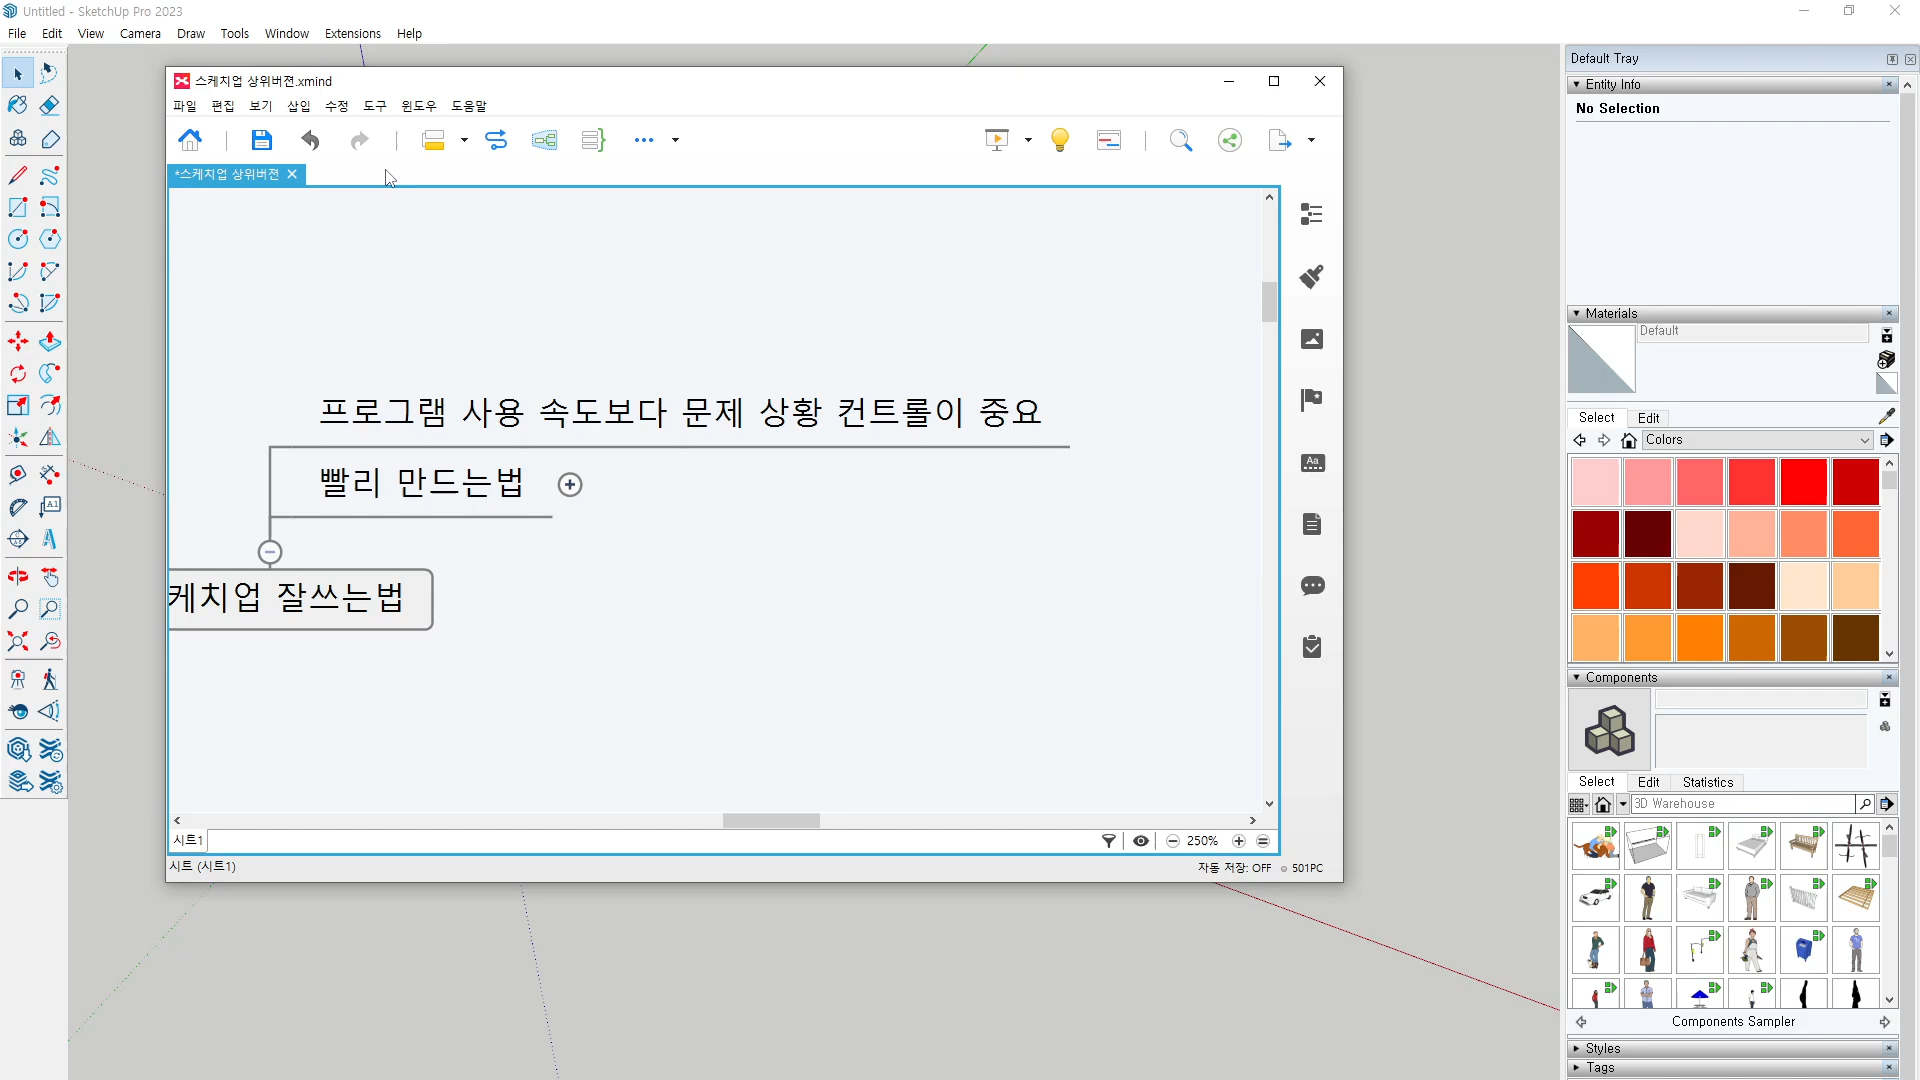 Untitled - SketchUp Pro 2023
File Edit View Camera Draw Tools Window Extensions Help
스케치업 상위버젼.xmind
파일 편집 보기 삽입 수정 도구 윈도우 도움말
*스케치업 상위버젼
프로그램 사용 속도보다 문제 상황 컨트롤이 중요
빨리 만드는법
케치업 잘쓰는법
Aa
시트1
250%
시트 (시트1)
자동 저장: OFF 501PC
A1
Default Tray
Entity Info
No Selection
Materials
Default
Select Edit
Colors
Components
Select Edit Statistics
3D Warehouse
Components Sampler
Styles
Tags